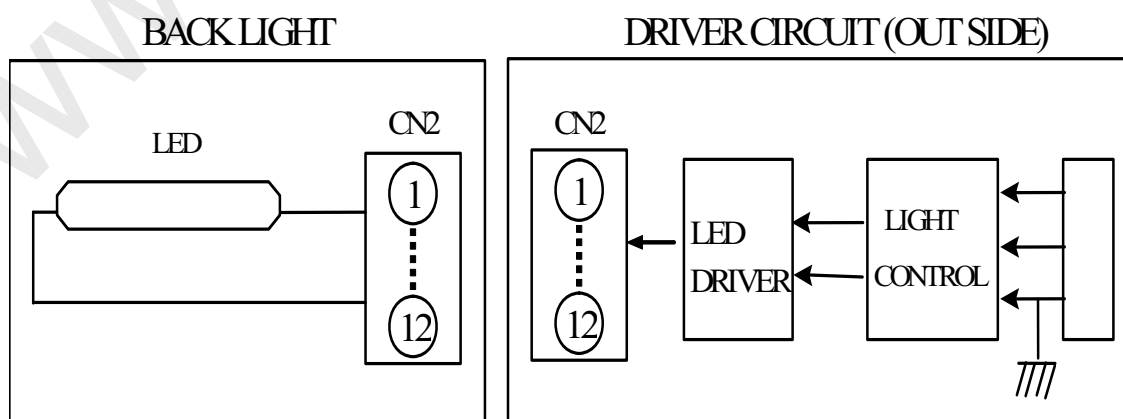 BACK LIGHT
LED
CN2
1
12
DRIVER CIRCUIT (OUT SIDE)
CN2
1
12
LED
DRIVER
LIGHT
CONTROL